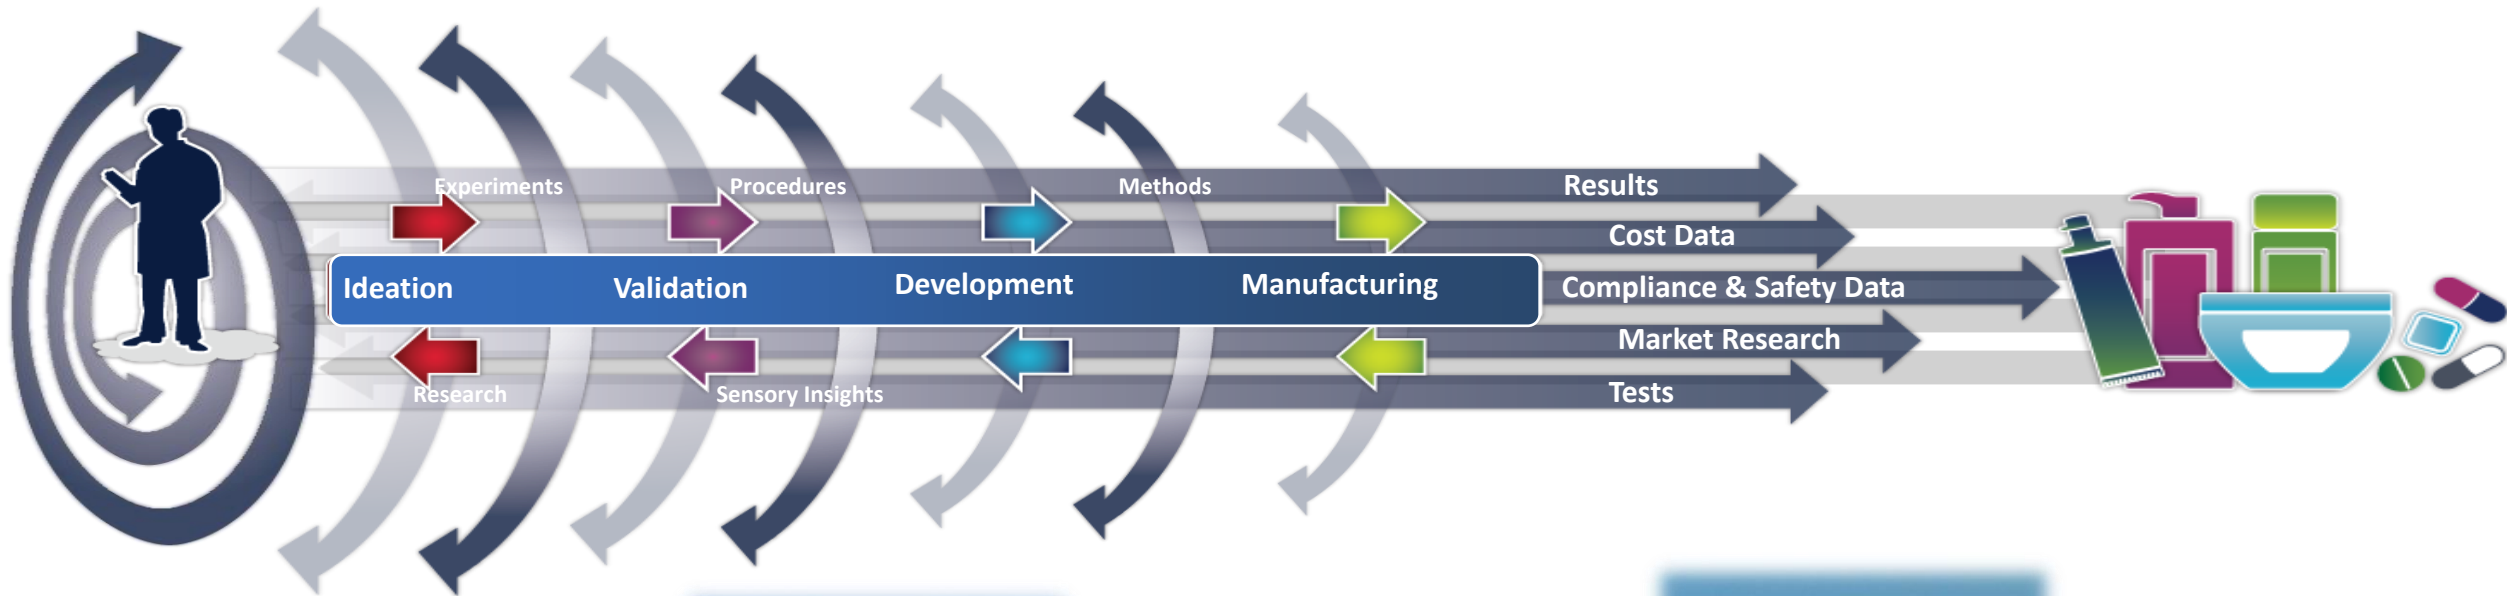 Experiments Procedures Methods Results
Cost Data
Ideation Validation Development Manufacturing Compliance & Safety Data
Market Research
Research Sensory Insights Tests